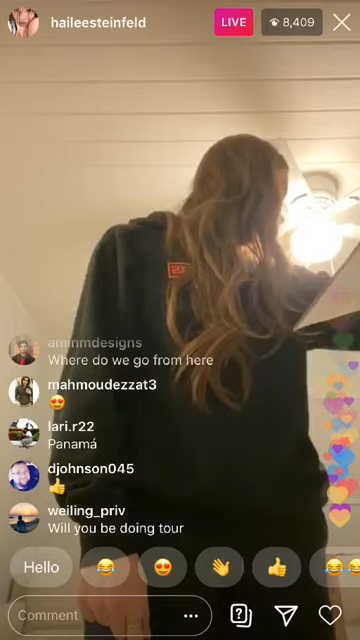 haileesteinfeld
LIVE
8,409
aminmdesigns
Where do we go from here
mahmoudezzat3
lari.r22
Panamá
djohnson045
weiling_priv
Will you be doing tour
Hello
Comment